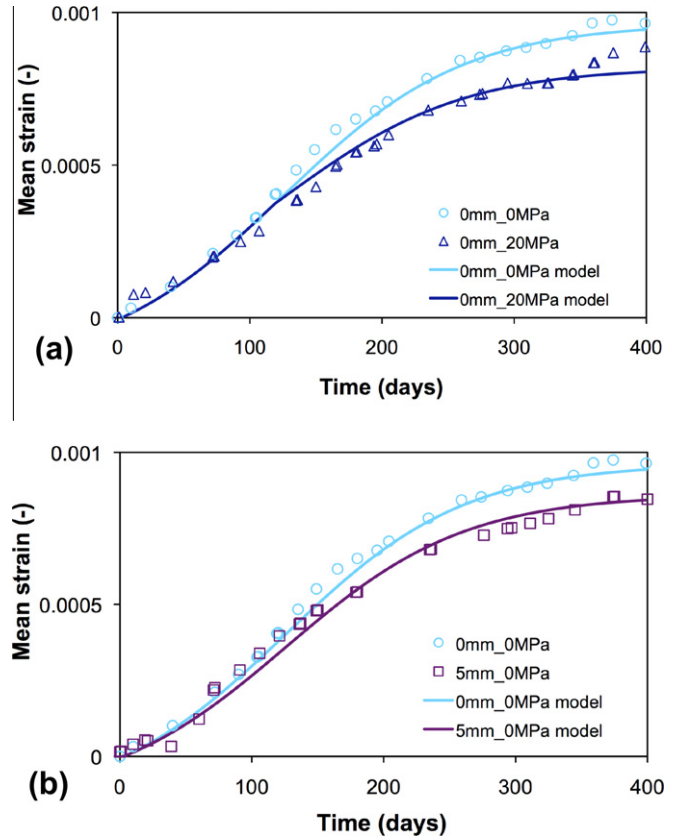 0.001
0.0005
0
Mean strain (-)
0mm_0MPa
0mm_20MPa
0mm_0MPa model
0mm_20MPa model
0 100 200 300 400
(a)
Time (days)
0.001
0.0005
0
Mean strain (-)
0mm_0MPa
5mm_0MPa
0mm_0MPa model
5mm_0MPa model
0 100 200 300 400
(b)
Time (days)